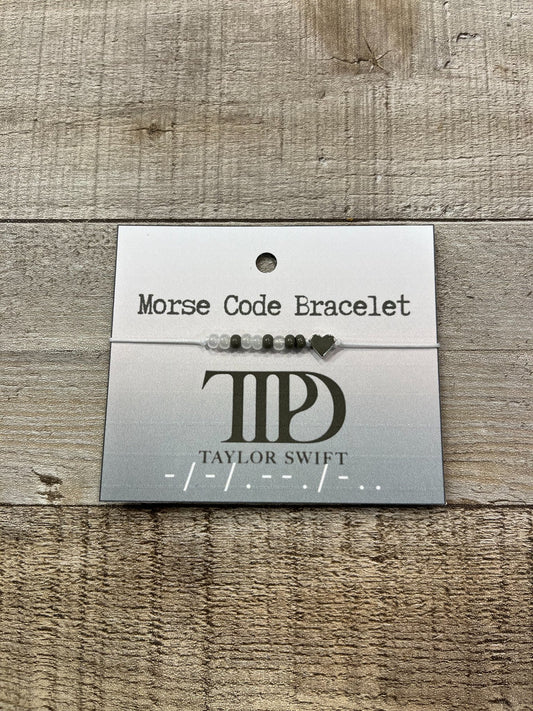 Morse Code Bracelet
TTPD
TAYLOR SWIFT
-/-/.--./-..